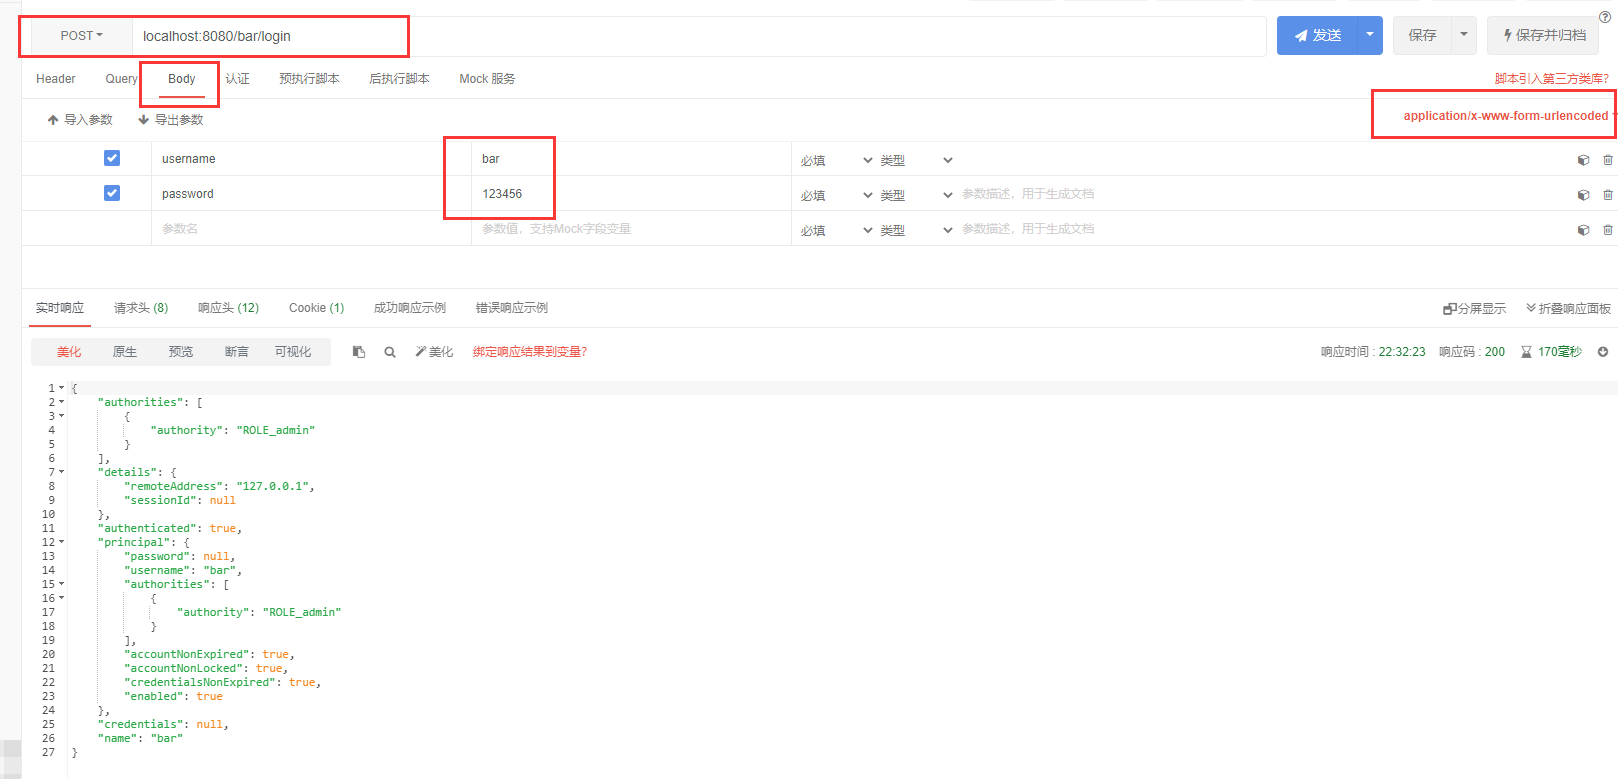 POST localhost:8080/bar/login 发送 保存 保存并归档
Header Query Body 认证 预执行脚本 后执行脚本 Mock 服务 脚本引入第三方类库?
导入参数 导出参数 application/x-www-form-urlencoded
username bar 必填 类型
password 123456 必填 类型 参数描述，用于生成文档
参数名 参数值，支持Mock字段变量 必填 类型 参数描述，用于生成文档
实时响应 请求头 (8) 响应头 (12) Cookie (1) 成功响应示例 错误响应示例 分屏显示 折叠响应面板
美化 原生 预览 断言 可视化 美化 绑定响应结果到变量? 响应时间 : 22:32:23 响应码 : 200 170毫秒
1 {
2 "authorities": [
3 {
4 "authority": "ROLE_admin"
5 }
6 ],
7 "details": {
8 "remoteAddress": "127.0.0.1",
9 "sessionId": null
10 },
11 "authenticated": true,
12 "principal": {
13 "password": null,
14 "username": "bar",
15 "authorities": [
16 {
17 "authority": "ROLE_admin"
18 }
19 ],
20 "accountNonExpired": true,
21 "accountNonLocked": true,
22 "credentialsNonExpired": true,
23 "enabled": true
24 },
25 "credentials": null,
26 "name": "bar"
27 }